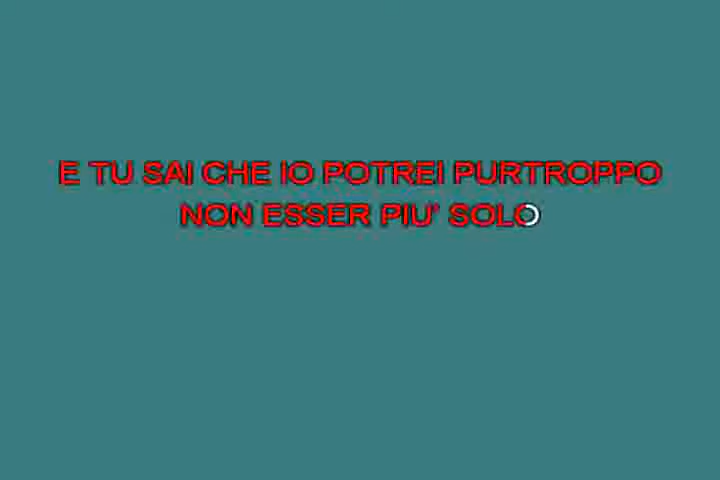 E TU SAI CHE IO POTREI PURTROPPO
NON ESSER PIU' SOLO